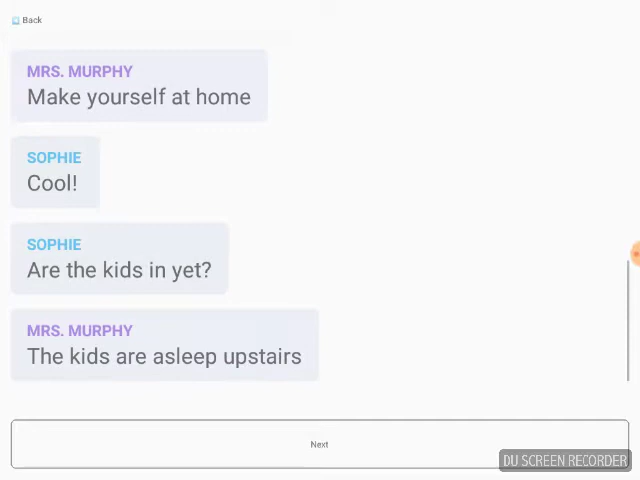 Back
MRS. MURPHY
Make yourself at home
SOPHIE
Cool!
SOPHIE
Are the kids in yet?
MRS. MURPHY
The kids are asleep upstairs
Next
DU SCREEN RECORDER